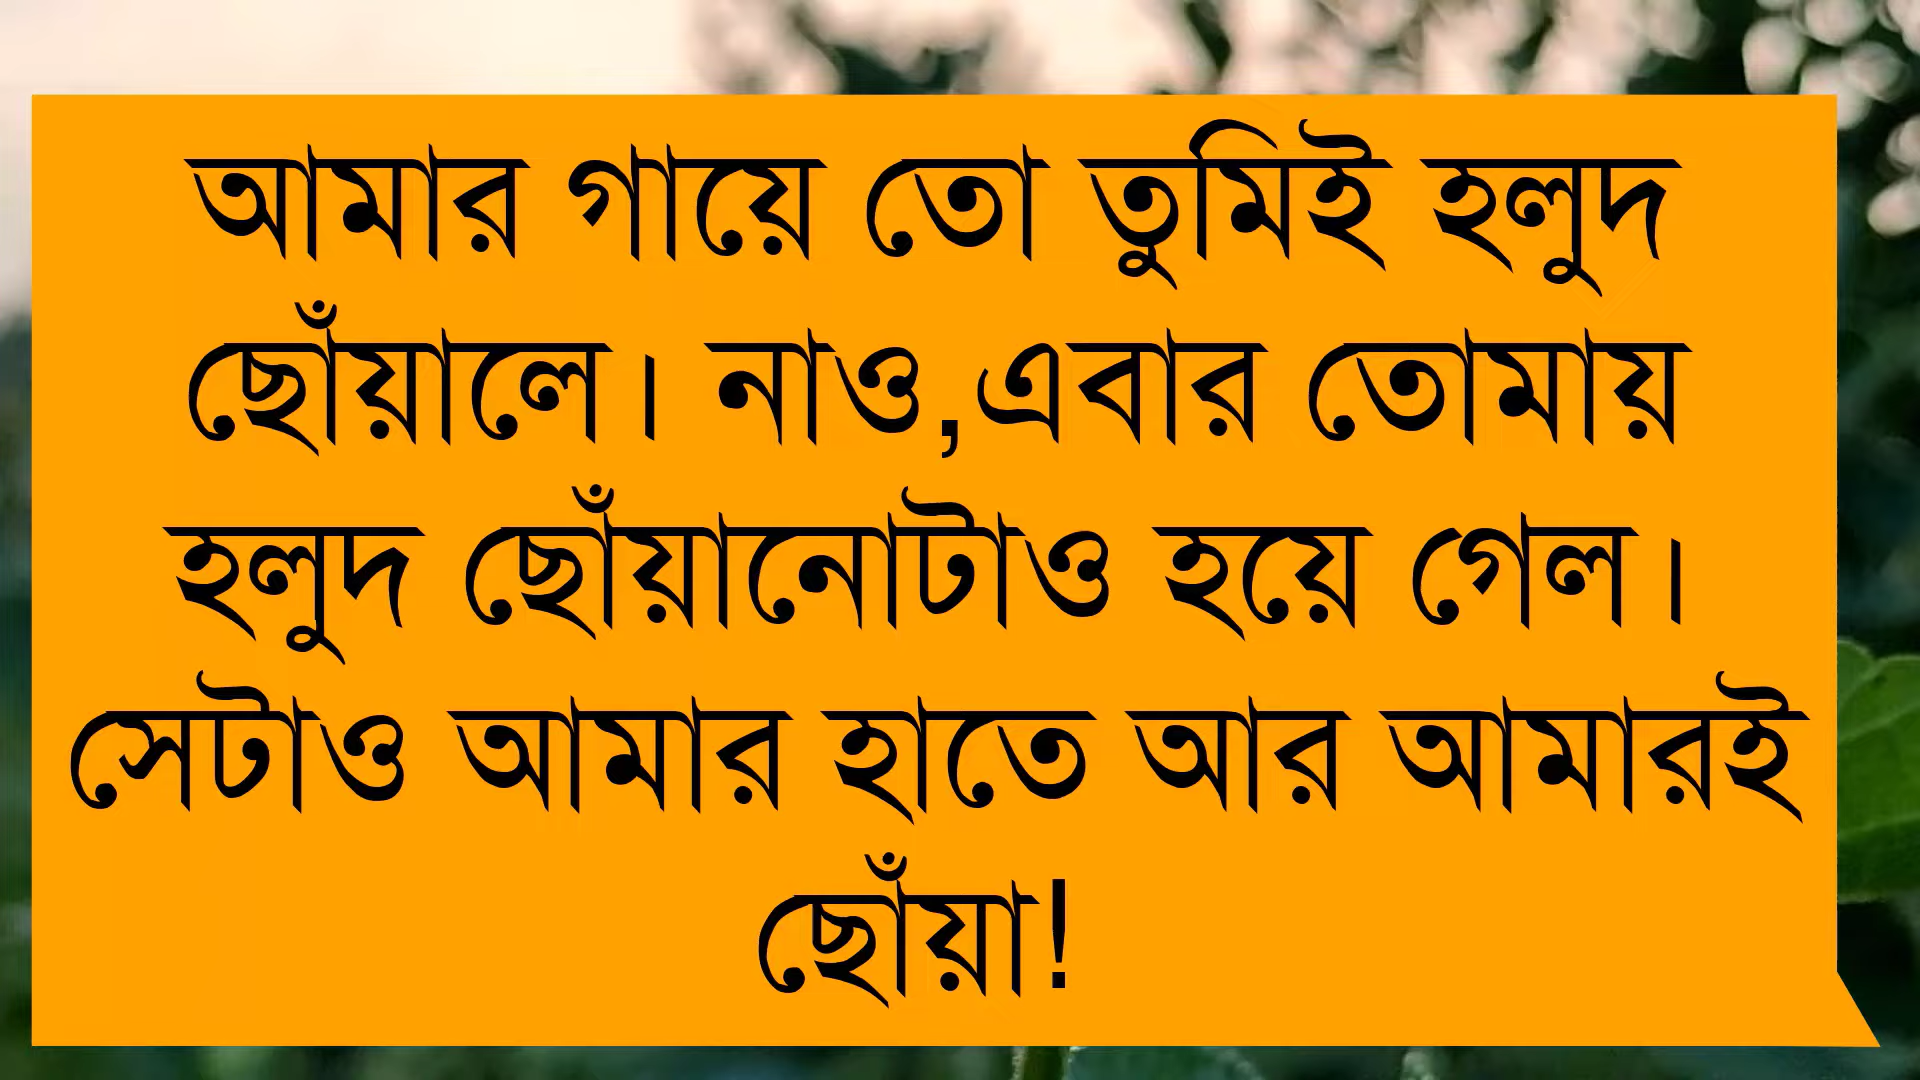 আমার গায়ে তো তুমিই হলুদ
ছোঁয়ালে। নাও,এবার তোমায়
হলুদ ছোঁয়ানোটাও হয়ে গেল।
সেটাও আমার হাতে আর আমারই
ছোঁয়া!